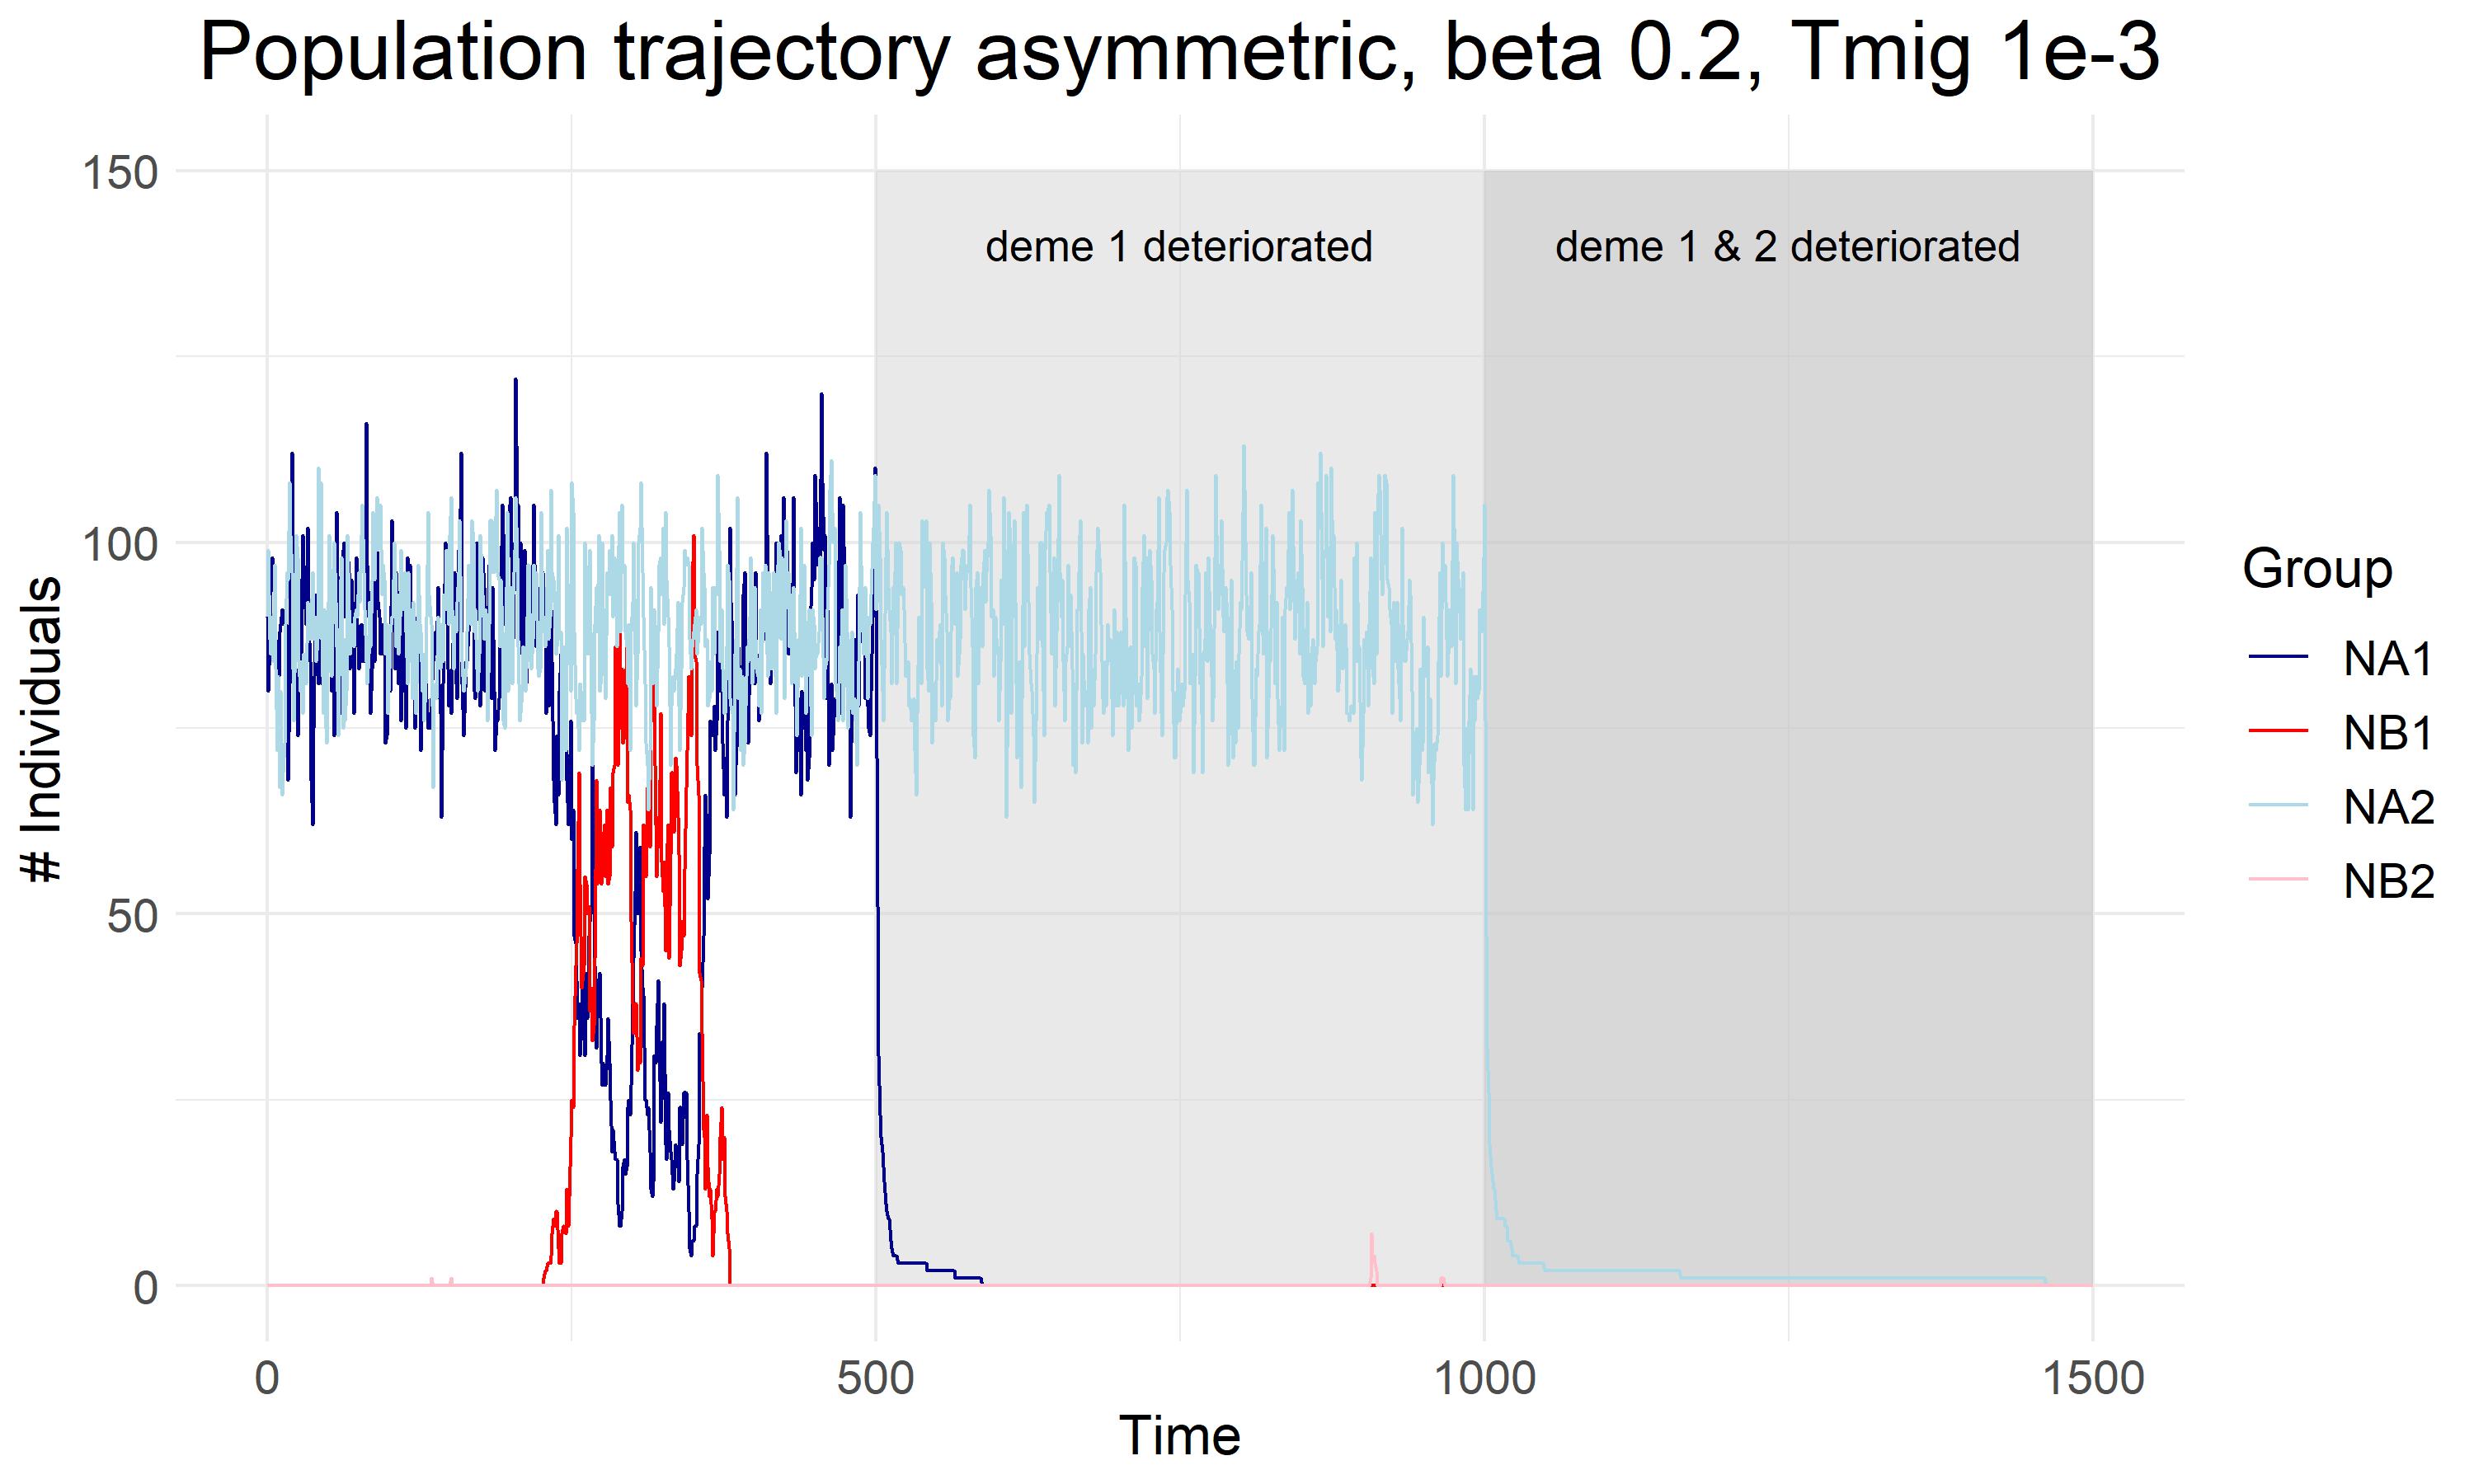 Population trajectory asymmetric, beta 0.2, Tmig 1e-3
150
100
50
0
# Individuals
deme 1 deteriorated
deme 1 & 2 deteriorated
0
500
1000
1500
Time
Group
NA1
NB1
NA2
NB2